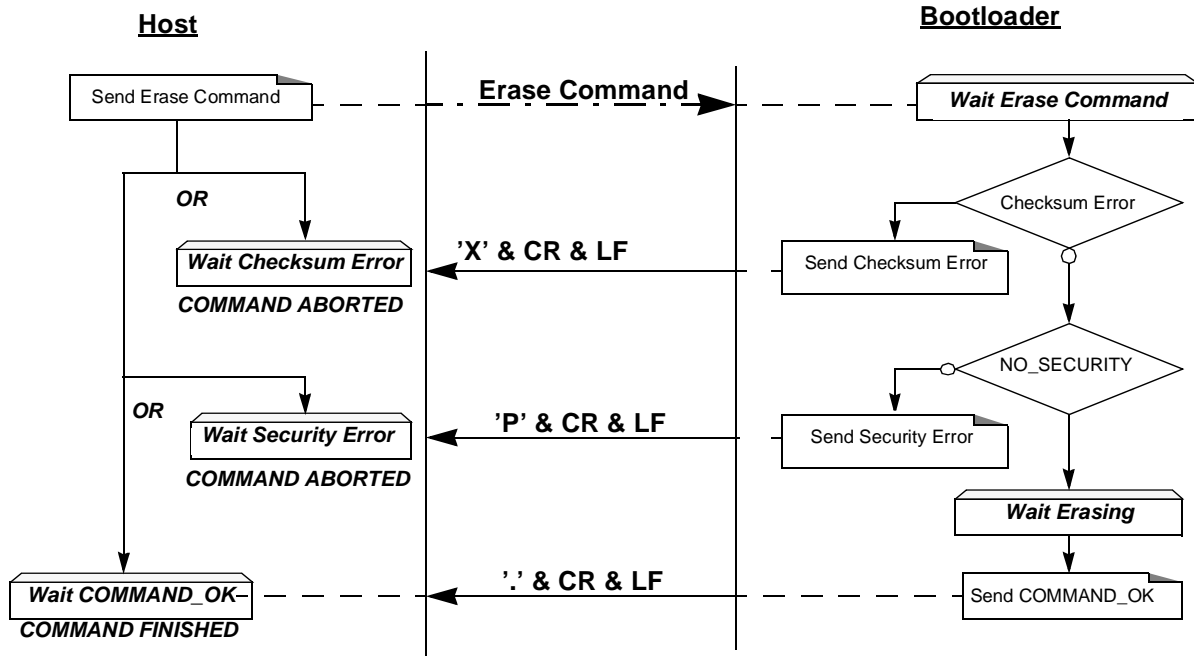 Host
Bootloader
Send Erase Command
Erase Command
Wait Erase Command
OR
Checksum Error
Wait Checksum Error
'X' & CR & LF
Send Checksum Error
COMMAND ABORTED
NO_SECURITY
OR
Wait Security Error
'P' & CR & LF
Send Security Error
COMMAND ABORTED
Wait Erasing
Wait COMMAND_OK
'.' & CR & LF
Send COMMAND_OK
COMMAND FINISHED